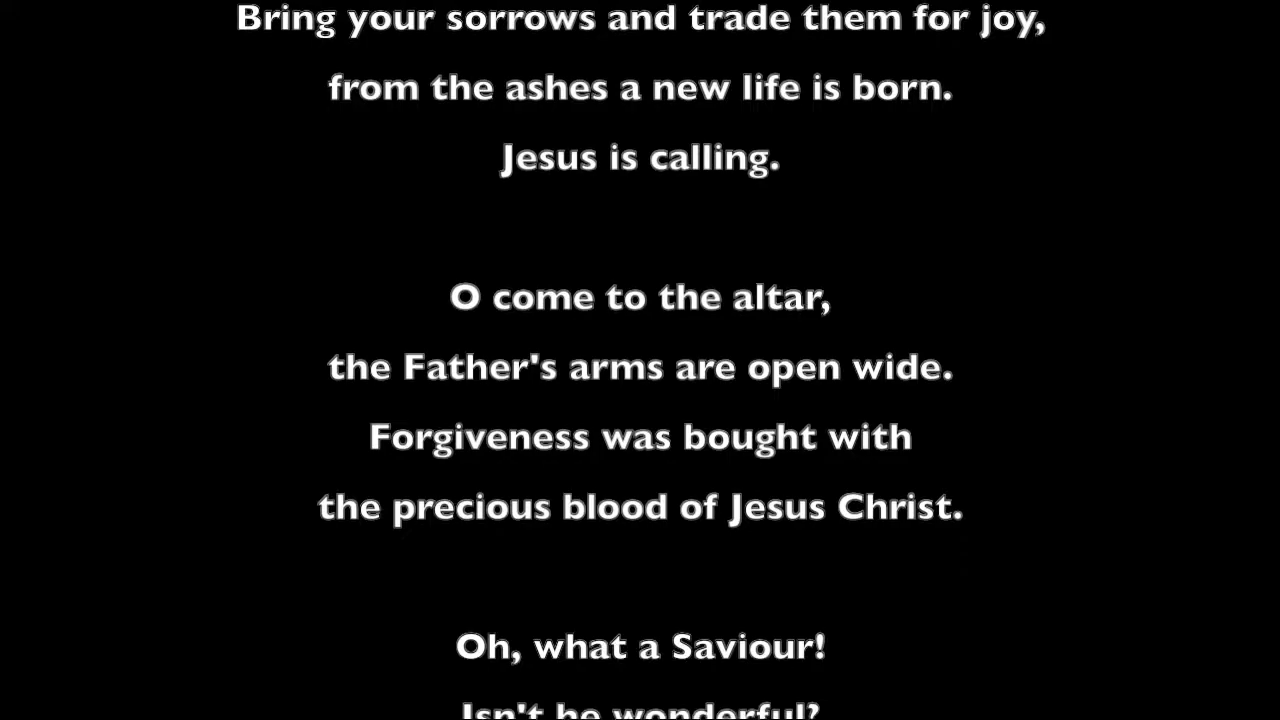 Bring your sorrows and trade them for joy,
from the ashes a new life is born.
Jesus is calling.
O come to the altar,
the Father's arms are open wide.
Forgiveness was bought with
the precious blood of Jesus Christ.
Oh, what a Saviour!
Isn't he wonderful?